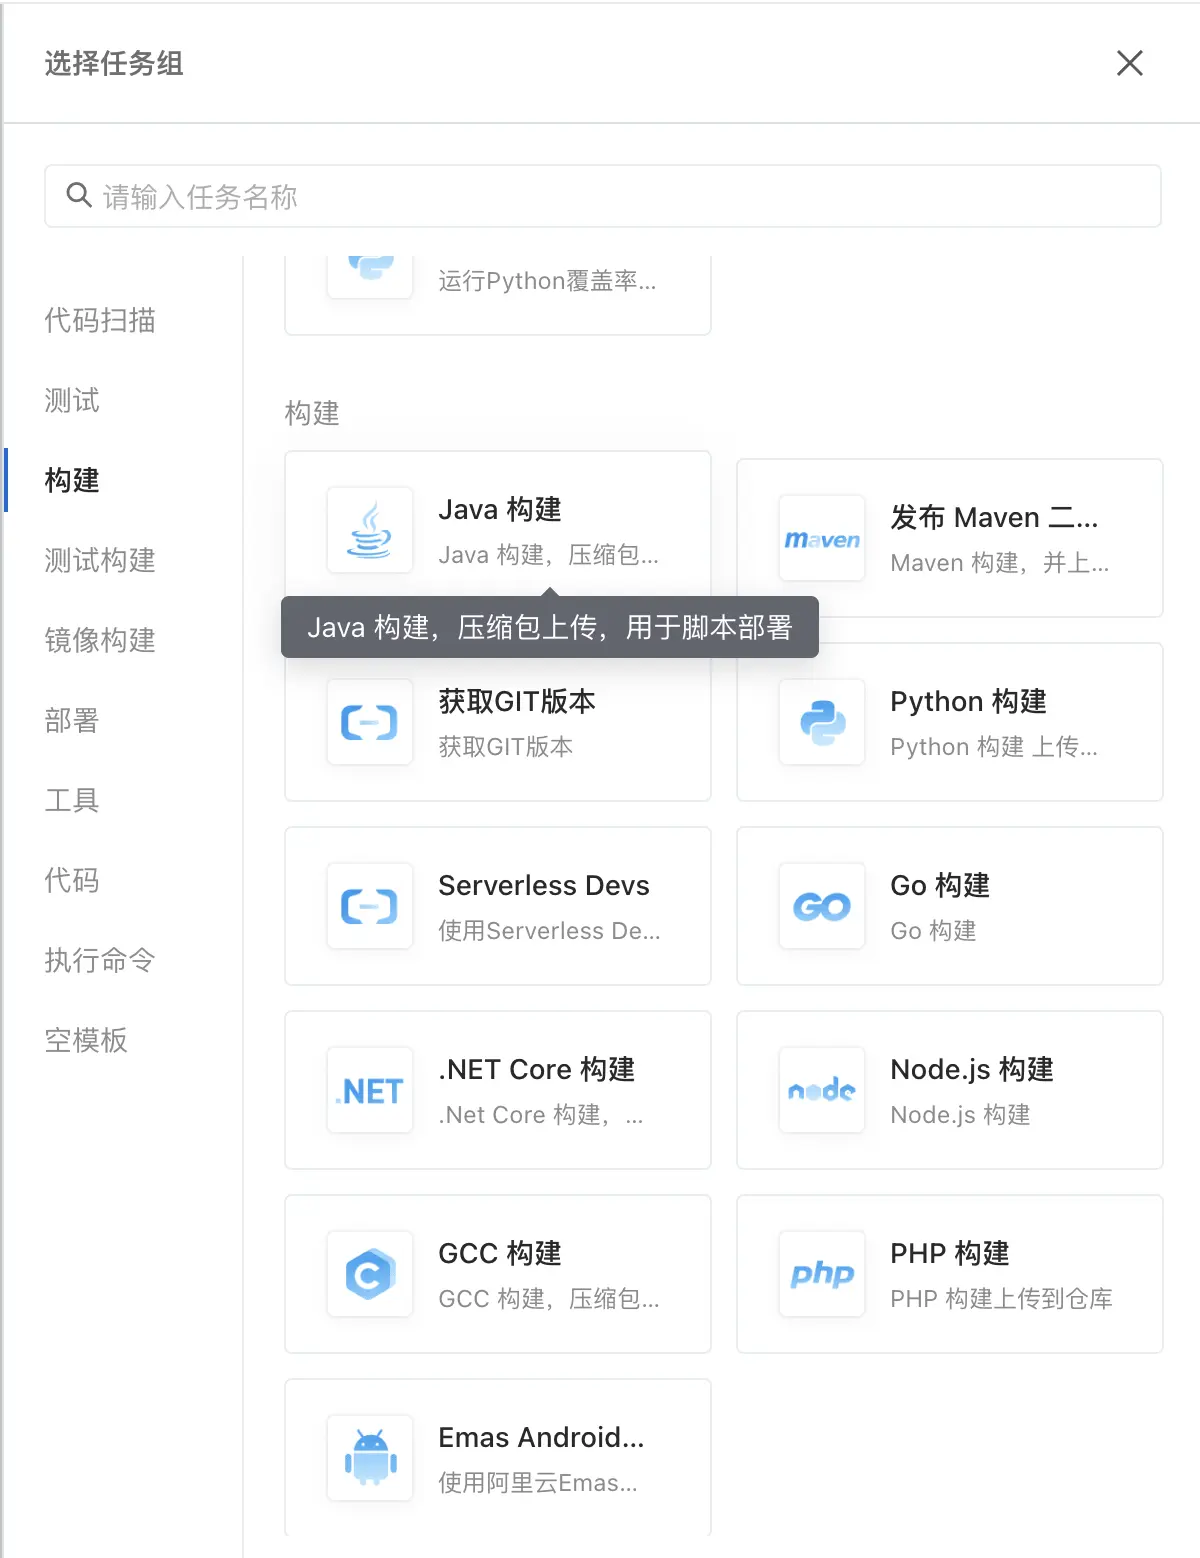 选择任务组
请输入任务名称
代码扫描
测试
构建
测试构建
镜像构建
部署
工具
代码
执行命令
空模板
运行Python覆盖率...
构建
Java 构建
Java 构建，压缩包...
maven
发布 Maven 二...
Maven 构建，并上...
Java 构建，压缩包上传，用于脚本部署
获取GIT版本
获取GIT版本
Python 构建
Python 构建 上传...
Serverless Devs
使用Serverless De...
GO
Go 构建
Go 构建
.NET
.NET Core 构建
.Net Core 构建，...
node
Node.js 构建
Node.js 构建
C
GCC 构建
GCC 构建，压缩包...
php
PHP 构建
PHP 构建上传到仓库
Emas Android...
使用阿里云Emas...